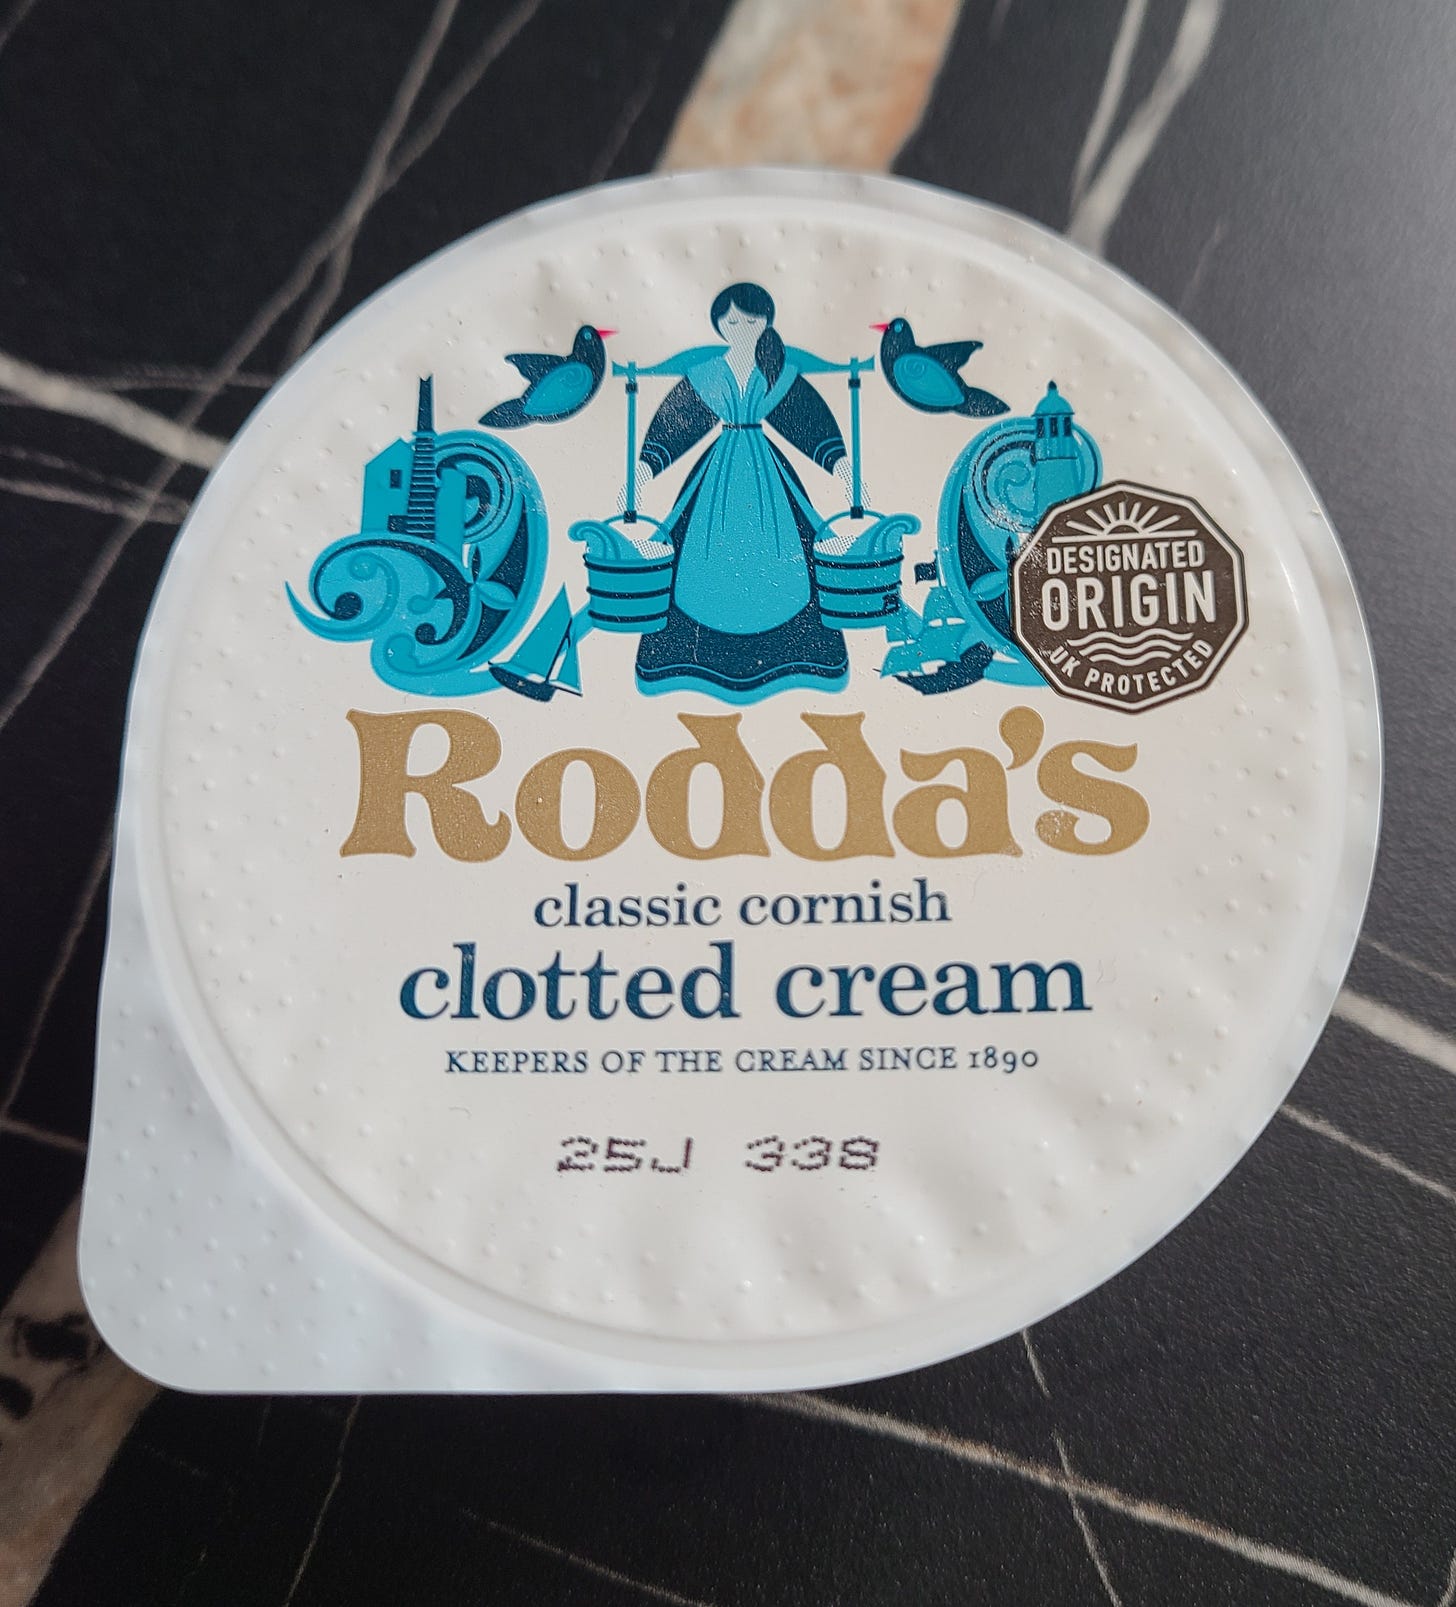 DESIGNATED
ORIGIN
UK PROTECTED
Rodda's
classic cornish
clotted cream
KEEPERS OF THE CREAM SINCE 1890
25J 338